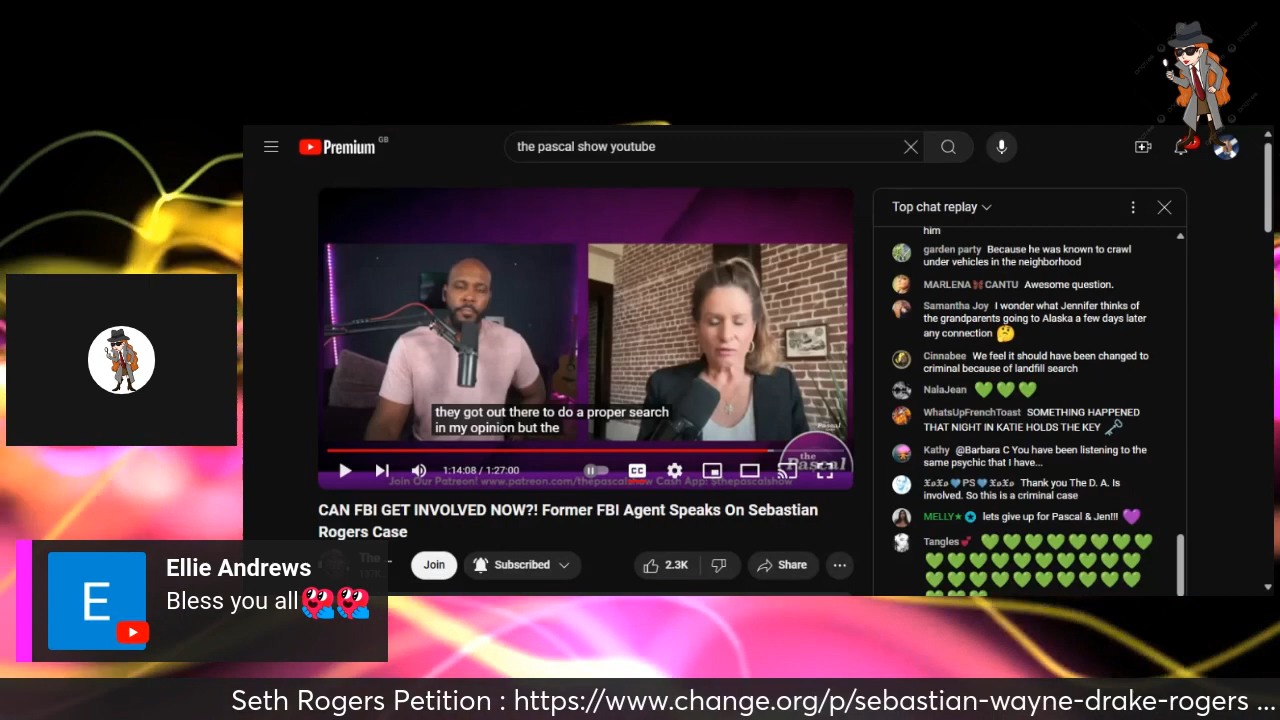 Premium GB
the pascal show youtube
Top chat replay
him
garden party Because he was known to crawl
under vehicles in the neighborhood
MARLENA🎀CANTU Awesome question.
Samantha Joy I wonder what Jennifer thinks of
the grandparents going to Alaska a few days later
any connection 🤔
Cinnabee We feel it should have been changed to
criminal because of landfill search
NalaJean 💚💚💚
WhatsUpFrenchToast SOMETHING HAPPENED
THAT NIGHT IN KATIE HOLDS THE KEY 🗝️
Kathy @Barbara C You have been listening to the
same psychic that I have...
💙PS💙 Thank you The D. A. Is
involved. So this is a criminal case
MELLY★ lets give up for Pascal & Jen!!! 💜
Tangles💕 💚💚💚💚💚💚💚💚
💚💚💚💚💚💚💚💚💚💚💚
💚💚💚💚💚💚💚💚💚💚💚
💚💚💚
they got out there to do a proper search
in my opinion but the
1:14:08 / 1:27:00
CC
the
Pascal
Join Our Patreon! www.patreon.com/thepascalshow Cash App: $thepascalshow
CAN FBI GET INVOLVED NOW?! Former FBI Agent Speaks On Sebastian
Rogers Case
The
Join
Subscribed
2.3K
Share
E
Ellie Andrews
Bless you all
Seth Rogers Petition : https://www.change.org/p/sebastian-wayne-drake-rogers ...